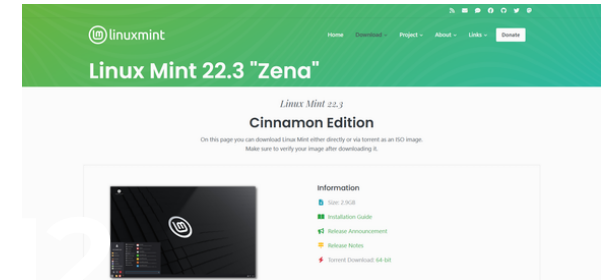 linuxmint
Home Download Project About Links Donate
Linux Mint 22.3 "Zena"
Linux Mint 22.3
Cinnamon Edition
On this page you can download Linux Mint either directly or via torrent as an ISO image.
Make sure to verify your image after downloading it.
Information
Size: 2.9GB
Installation Guide
Release Announcement
Release Notes
Torrent Download: 64-bit